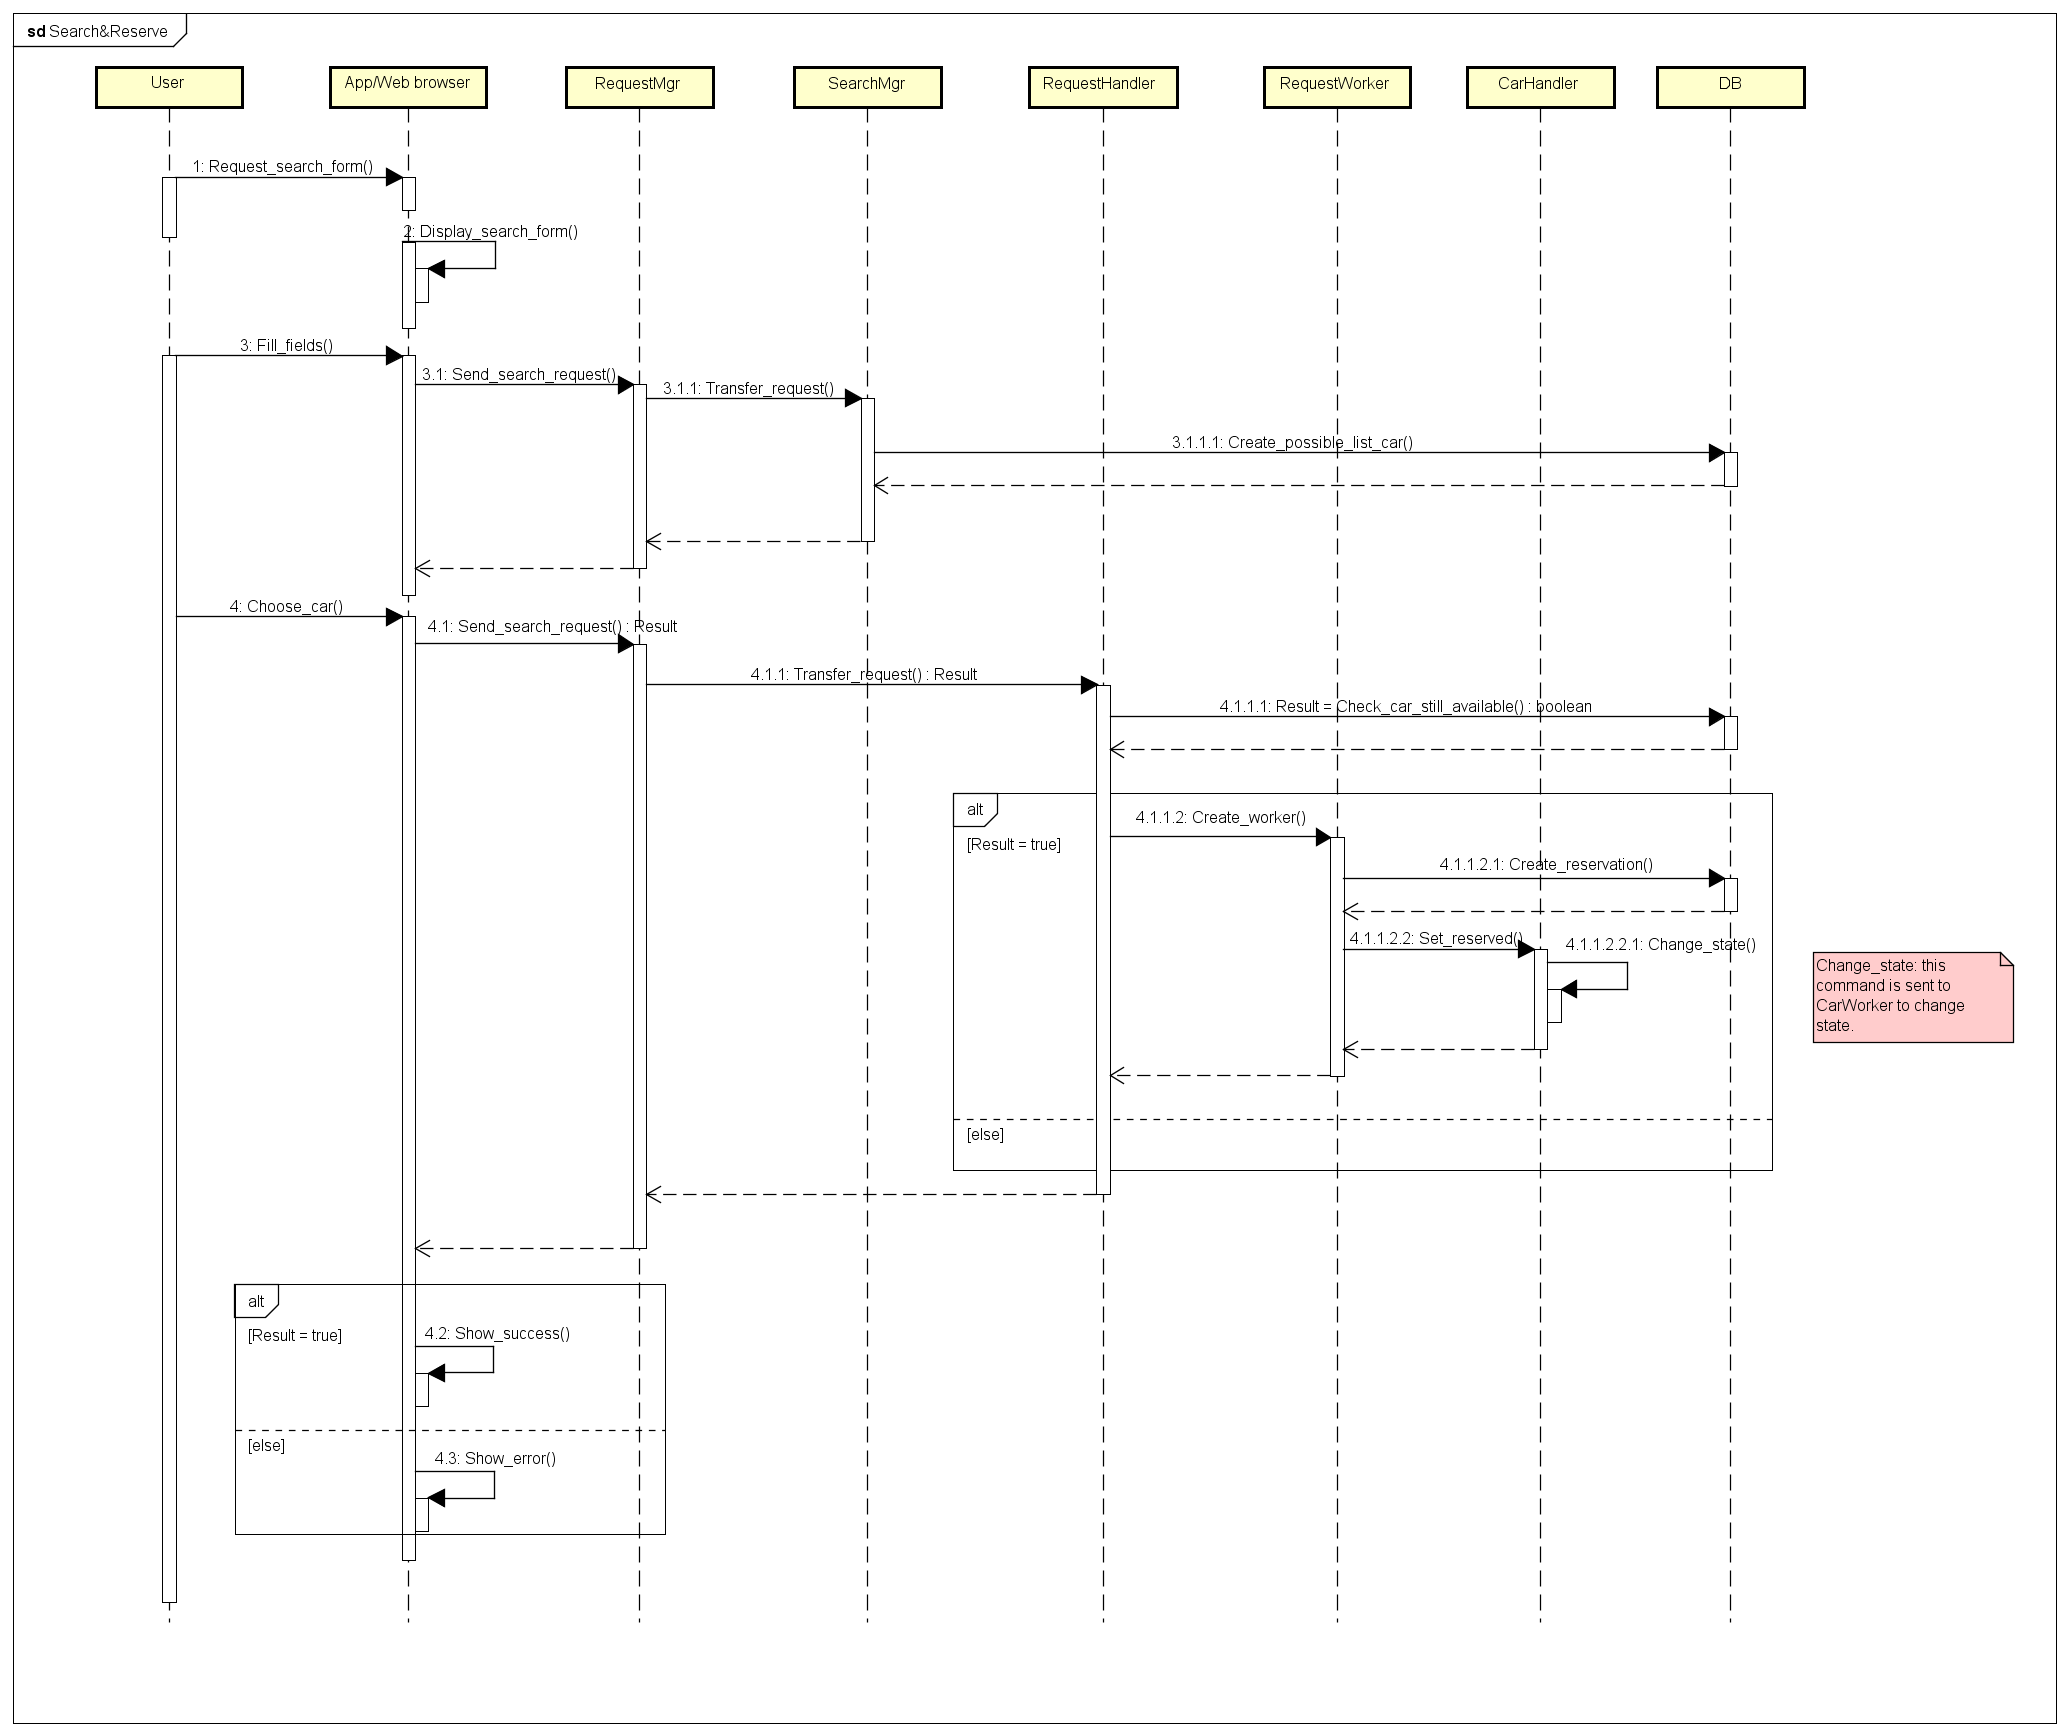 sd Search&Reserve
User
App/Web browser
RequestMgr
SearchMgr
RequestHandler
RequestWorker
CarHandler
DB
1: Request_search_form()
2: Display_search_form()
3: Fill_fields()
3.1: Send_search_request()
3.1.1: Transfer_request()
3.1.1.1: Create_possible_list_car()
4: Choose_car()
4.1: Send_search_request() : Result
4.1.1: Transfer_request() : Result
4.1.1.1: Result = Check_car_still_available() : boolean
alt
4.1.1.2: Create_worker()
[Result = true]
4.1.1.2.1: Create_reservation()
4.1.1.2.2: Set_reserved()
4.1.1.2.2.1: Change_state()
Change_state: this
command is sent to
CarWorker to change
state.
[else]
alt
[Result = true]
4.2: Show_success()
[else]
4.3: Show_error()